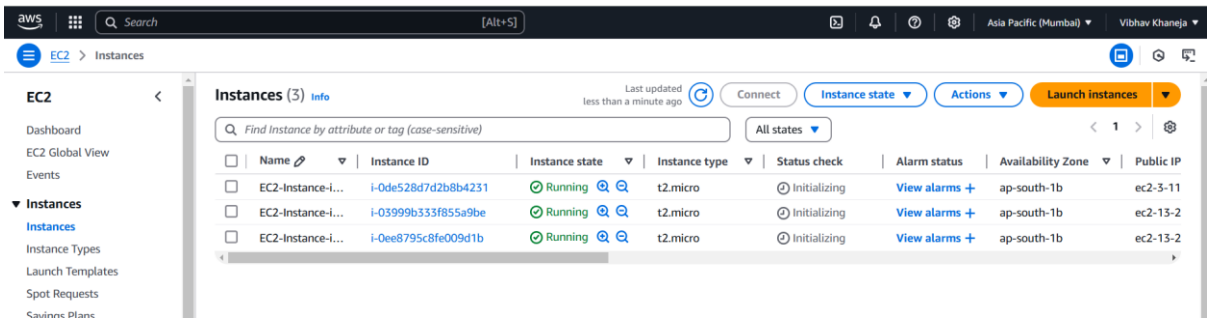 aws Search [Alt+S] Asia Pacific (Mumbai) Vibhav Khaneja
EC2 > Instances
EC2
Dashboard
EC2 Global View
Events
Instances
Instances
Instance Types
Launch Templates
Spot Requests
Savings Plans
Instances (3) Info
Last updated
less than a minute ago
Connect Instance state Actions Launch instances
Find Instance by attribute or tag (case-sensitive) All states 1
Name Instance ID Instance state Instance type Status check Alarm status Availability Zone Public IP
EC2-Instance-i... i-0de528d7d2b8b4231 Running t2.micro Initializing View alarms + ap-south-1b ec2-3-11
EC2-Instance-i... i-03999b333f855a9be Running t2.micro Initializing View alarms + ap-south-1b ec2-13-2
EC2-Instance-i... i-0ee8795c8fe009d1b Running t2.micro Initializing View alarms + ap-south-1b ec2-13-2